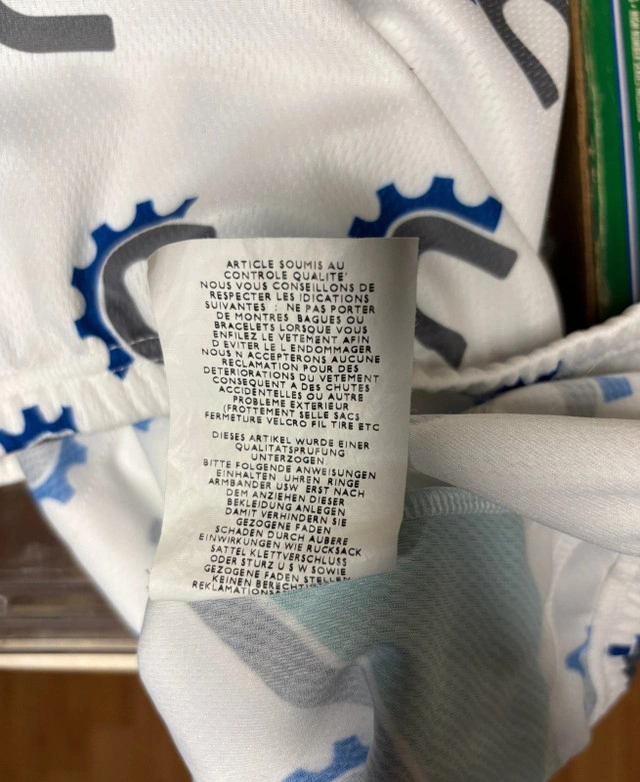 ARTICLE SOUMIS AU
CONTROLE QUALITE'
NOUS VOUS CONSEILLONS DE
RESPECTER LES IDICATIONS
SUIVANTES : NE PAS PORTER
DE MONTRES BAGUES OU
BRACELETS LORSQUE VOUS
ENFILEZ LE VETEMENT AFIN
D EVITER LE L ENDOMMAGER
NOUS N ACCEPTERONS AUCUNE
RECLAMATION POUR DES
DETERIORATIONS DU VETEMENT
CONSEQUENT A DES CHUTES
ACCIDENTELLES OU AUTRE
PROBLEME EXTERIEUR
(FROTTEMENT SELLE SACS
FERMETURE VELCRO FIL TIRE ETC
DIESES ARTIKEL WURDE EINER
QUALITATSPRUFUNG
UNTERZOGEN.
BITTE FOLGENDE ANWEISUNGEN
EINHALTEN UHREN RINGE
ARMBANDER USW ERST NACH
DEM ANZIEHEN DIESER
BEKLEIDUNG ANLEGEN
DAMIT VERHINDERN SIE
GEZOGENE FADEN
SCHADEN DURCH AUBERE
EINWIRKUNGEN WIE RUCKSACK
SATTEL KLETTVERSCHLUSS
ODER STURZ U S W SOWIE
GEZOGENE FADEN STELLEN
KEINEN